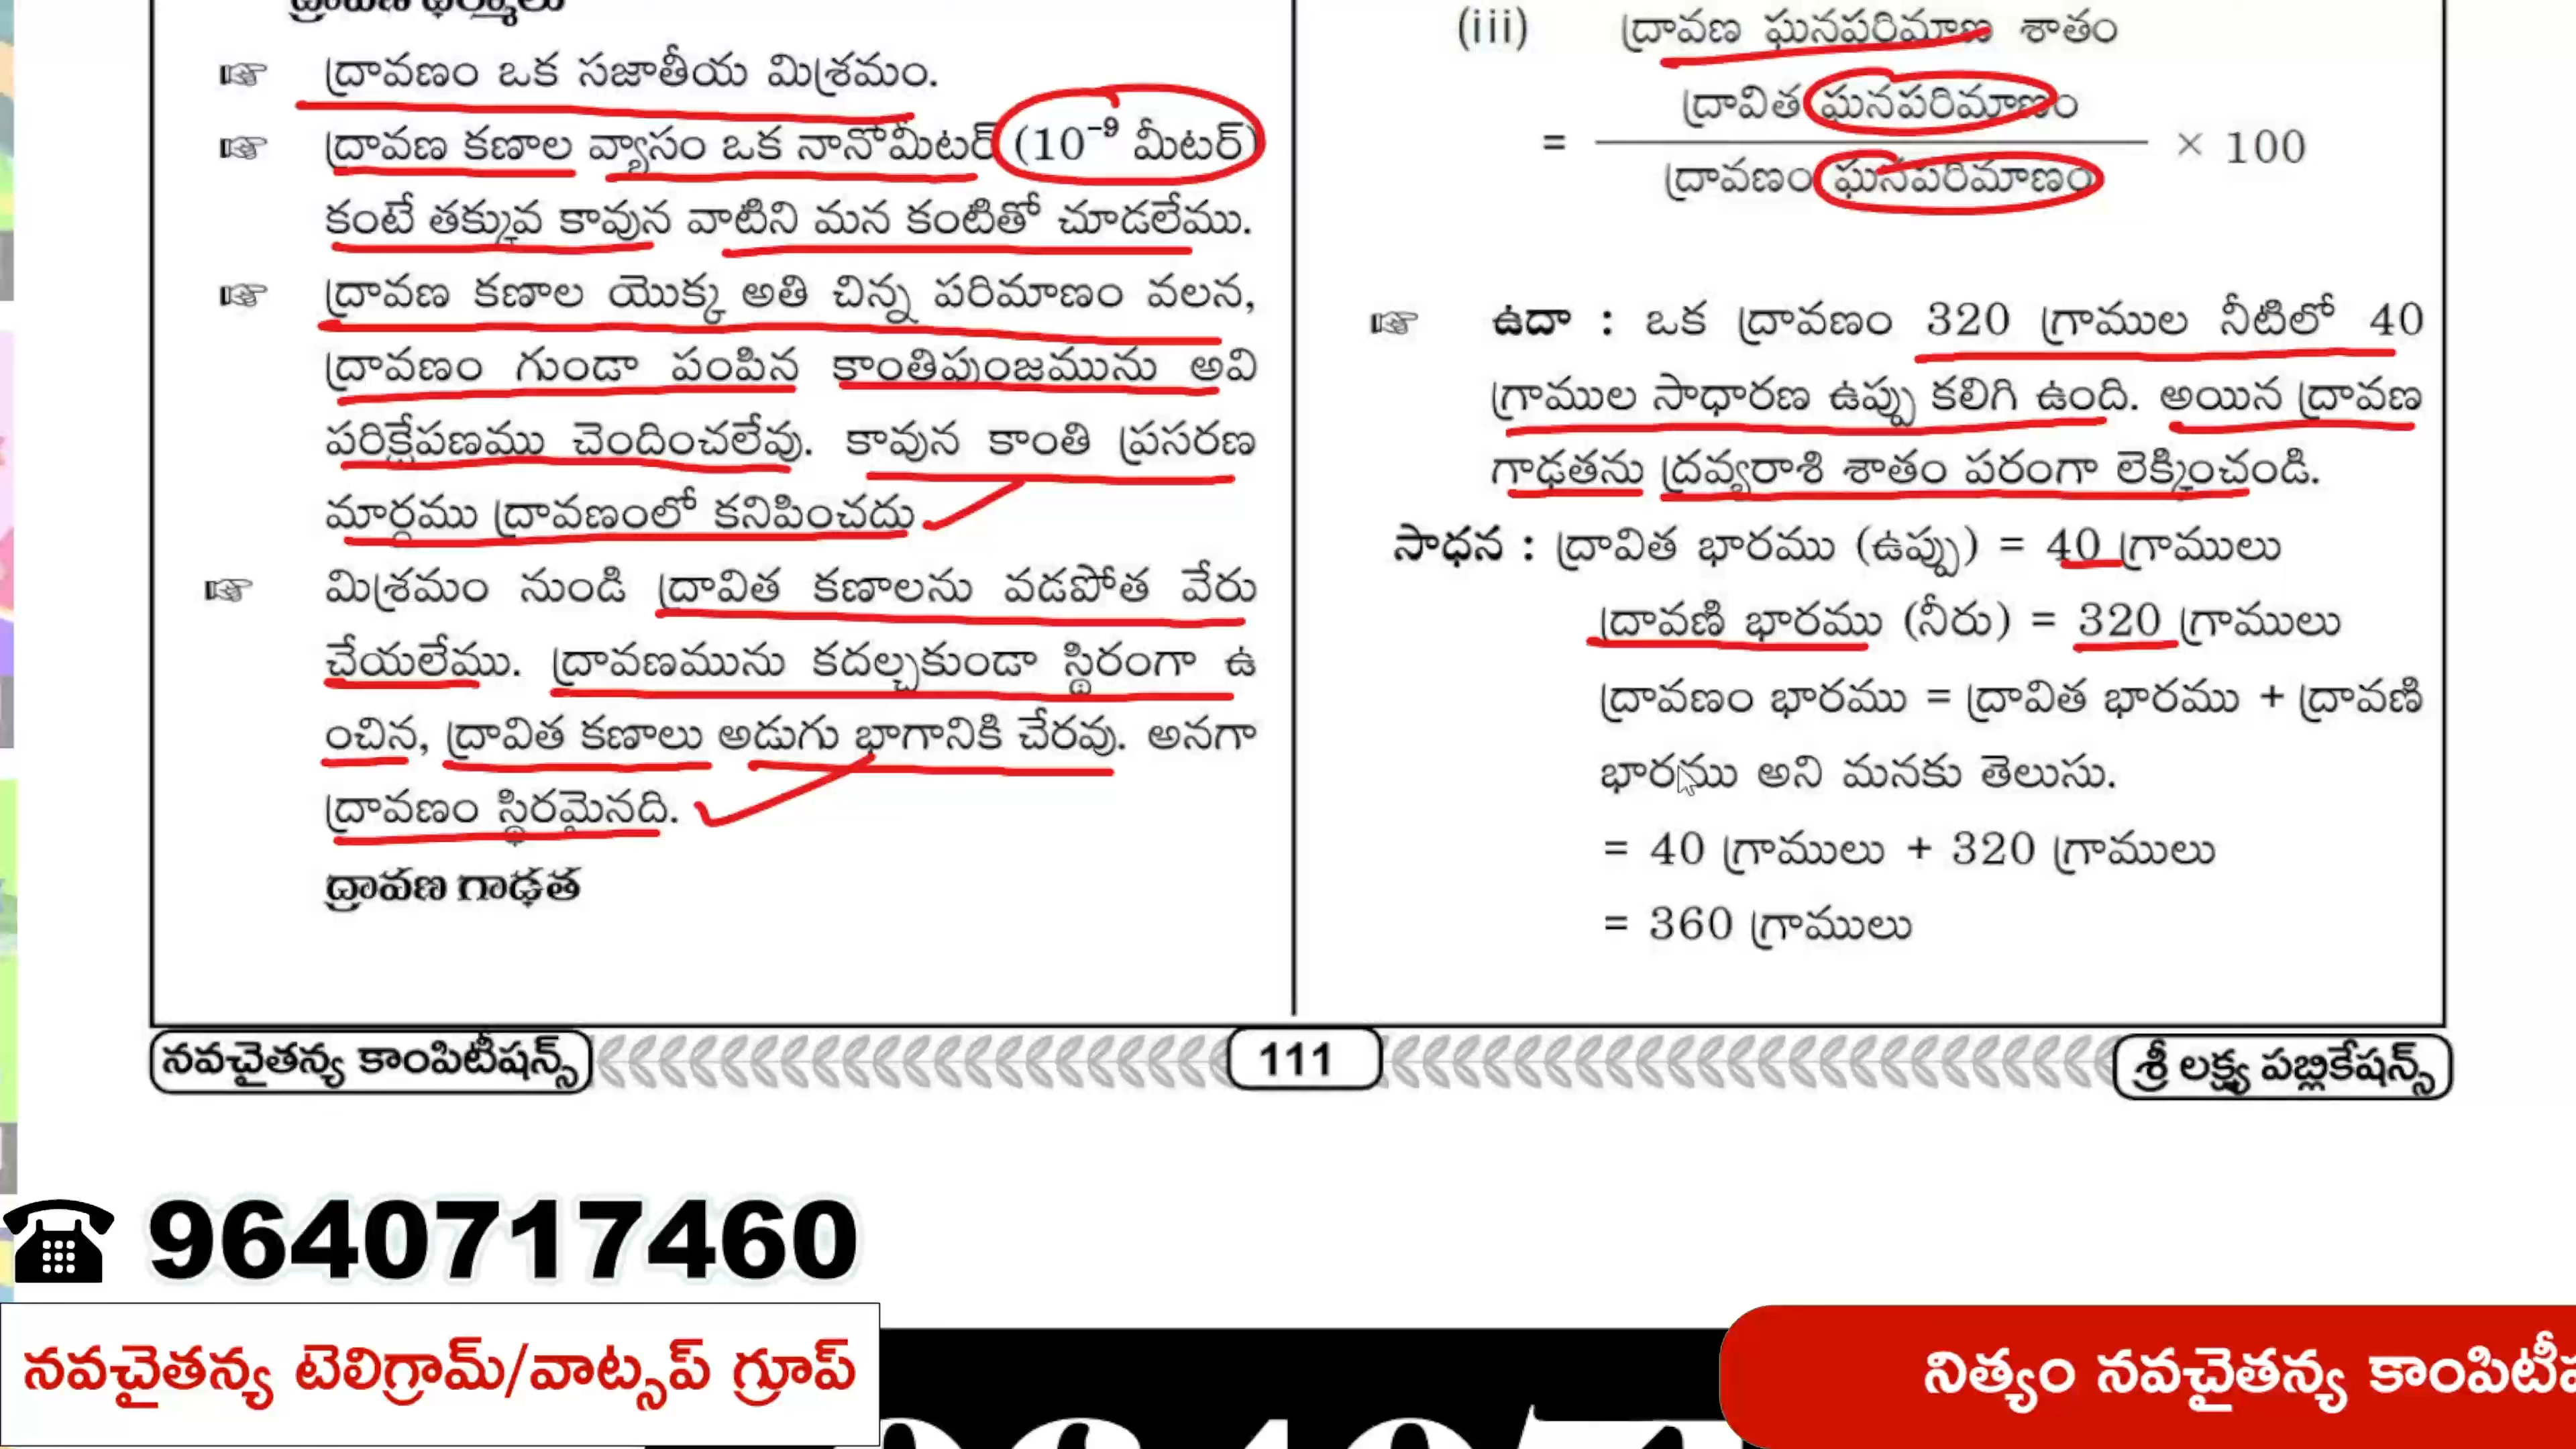 ద్రావణ ధర్మాలు
ద్రావణం ఒక సజాతీయ మిశ్రమం.
ద్రావణ కణాల వ్యాసం ఒక నానోమీటర్ (10⁻⁹ మీటర్)
కంటే తక్కువ కావున వాటిని మన కంటితో చూడలేము.
ద్రావణ కణాల యొక్క అతి చిన్న పరిమాణం వలన,
ద్రావణం గుండా పంపిన కాంతిపుంజమును అవి
పరిక్షేపణము చెందించలేవు. కావున కాంతి ప్రసరణ
మార్గము ద్రావణంలో కనిపించదు
మిశ్రమం నుండి ద్రావిత కణాలను వడపోత వేరు
చేయలేము. ద్రావణమును కదల్చకుండా స్థిరంగా ఉ
ంచిన, ద్రావిత కణాలు అడుగు భాగానికి చేరవు. అనగా
ద్రావణం స్థిరమైనది.
ద్రావణ గాఢత
(iii) ద్రావణ ఘనపరిమాణ శాతం
ద్రావిత ఘనపరిమాణం
= × 100
ద్రావణం ఘనపరిమాణం
ఉదా : ఒక ద్రావణం 320 గ్రాముల నీటిలో 40
గ్రాముల సాధారణ ఉప్పు కలిగి ఉంది. అయిన ద్రావణ
గాఢతను ద్రవ్యరాశి శాతం పరంగా లెక్కించండి.
సాధన : ద్రావిత భారము (ఉప్పు) = 40 గ్రాములు
ద్రావణి భారము (నీరు) = 320 గ్రాములు
ద్రావణం భారము = ద్రావిత భారము + ద్రావణి
భారము అని మనకు తెలుసు.
= 40 గ్రాములు + 320 గ్రాములు
= 360 గ్రాములు
నవచైతన్య కాంపిటీషన్స్ 111 శ్రీ లక్ష్య పబ్లికేషన్స్
9640717460
నవచైతన్య టెలిగ్రామ్/వాట్సప్ గ్రూప్
నిత్యం నవచైతన్య